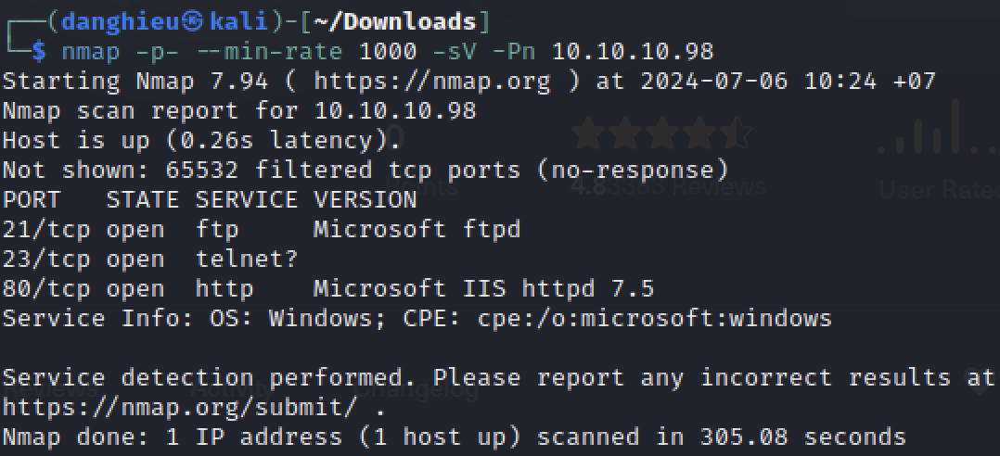 ┌──(danghieu㉿kali)-[~/Downloads]
└─$ nmap -p- --min-rate 1000 -sV -Pn 10.10.10.98
Starting Nmap 7.94 ( https://nmap.org ) at 2024-07-06 10:24 +07
Nmap scan report for 10.10.10.98
Host is up (0.26s latency).
Not shown: 65532 filtered tcp ports (no-response)
PORT   STATE SERVICE VERSION
21/tcp open  ftp     Microsoft ftpd
23/tcp open  telnet?
80/tcp open  http    Microsoft IIS httpd 7.5
Service Info: OS: Windows; CPE: cpe:/o:microsoft:windows
Service detection performed. Please report any incorrect results at
https://nmap.org/submit/ .
Nmap done: 1 IP address (1 host up) scanned in 305.08 seconds